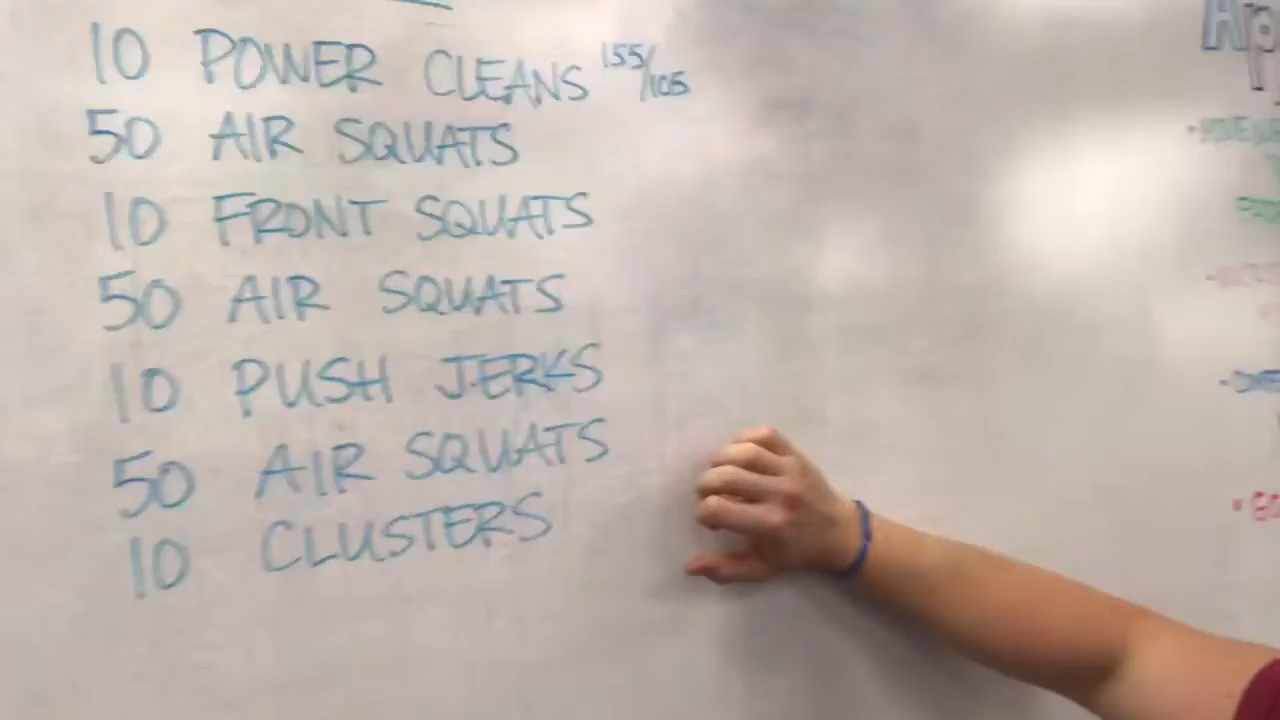 10 POWER CLEANS 155/105
50 AIR SQUATS
10 FRONT SQUATS
50 AIR SQUATS
10 PUSH JERKS
50 AIR SQUATS
10 CLUSTERS